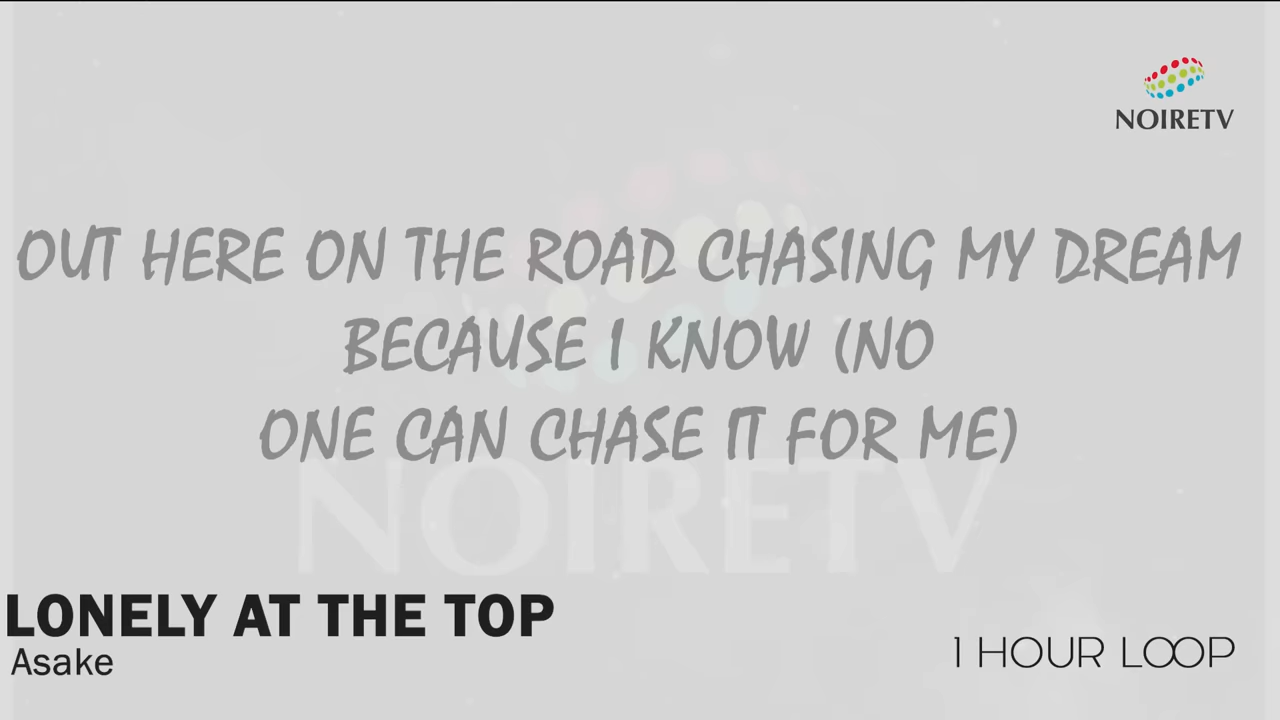 NOIRETV
OUT HERE ON THE ROAD CHASING MY DREAM
BECAUSE I KNOW (NO
ONE CAN CHASE IT FOR ME)
NOIRETV
LONELY AT THE TOP
Asake
1 HOUR LOOP